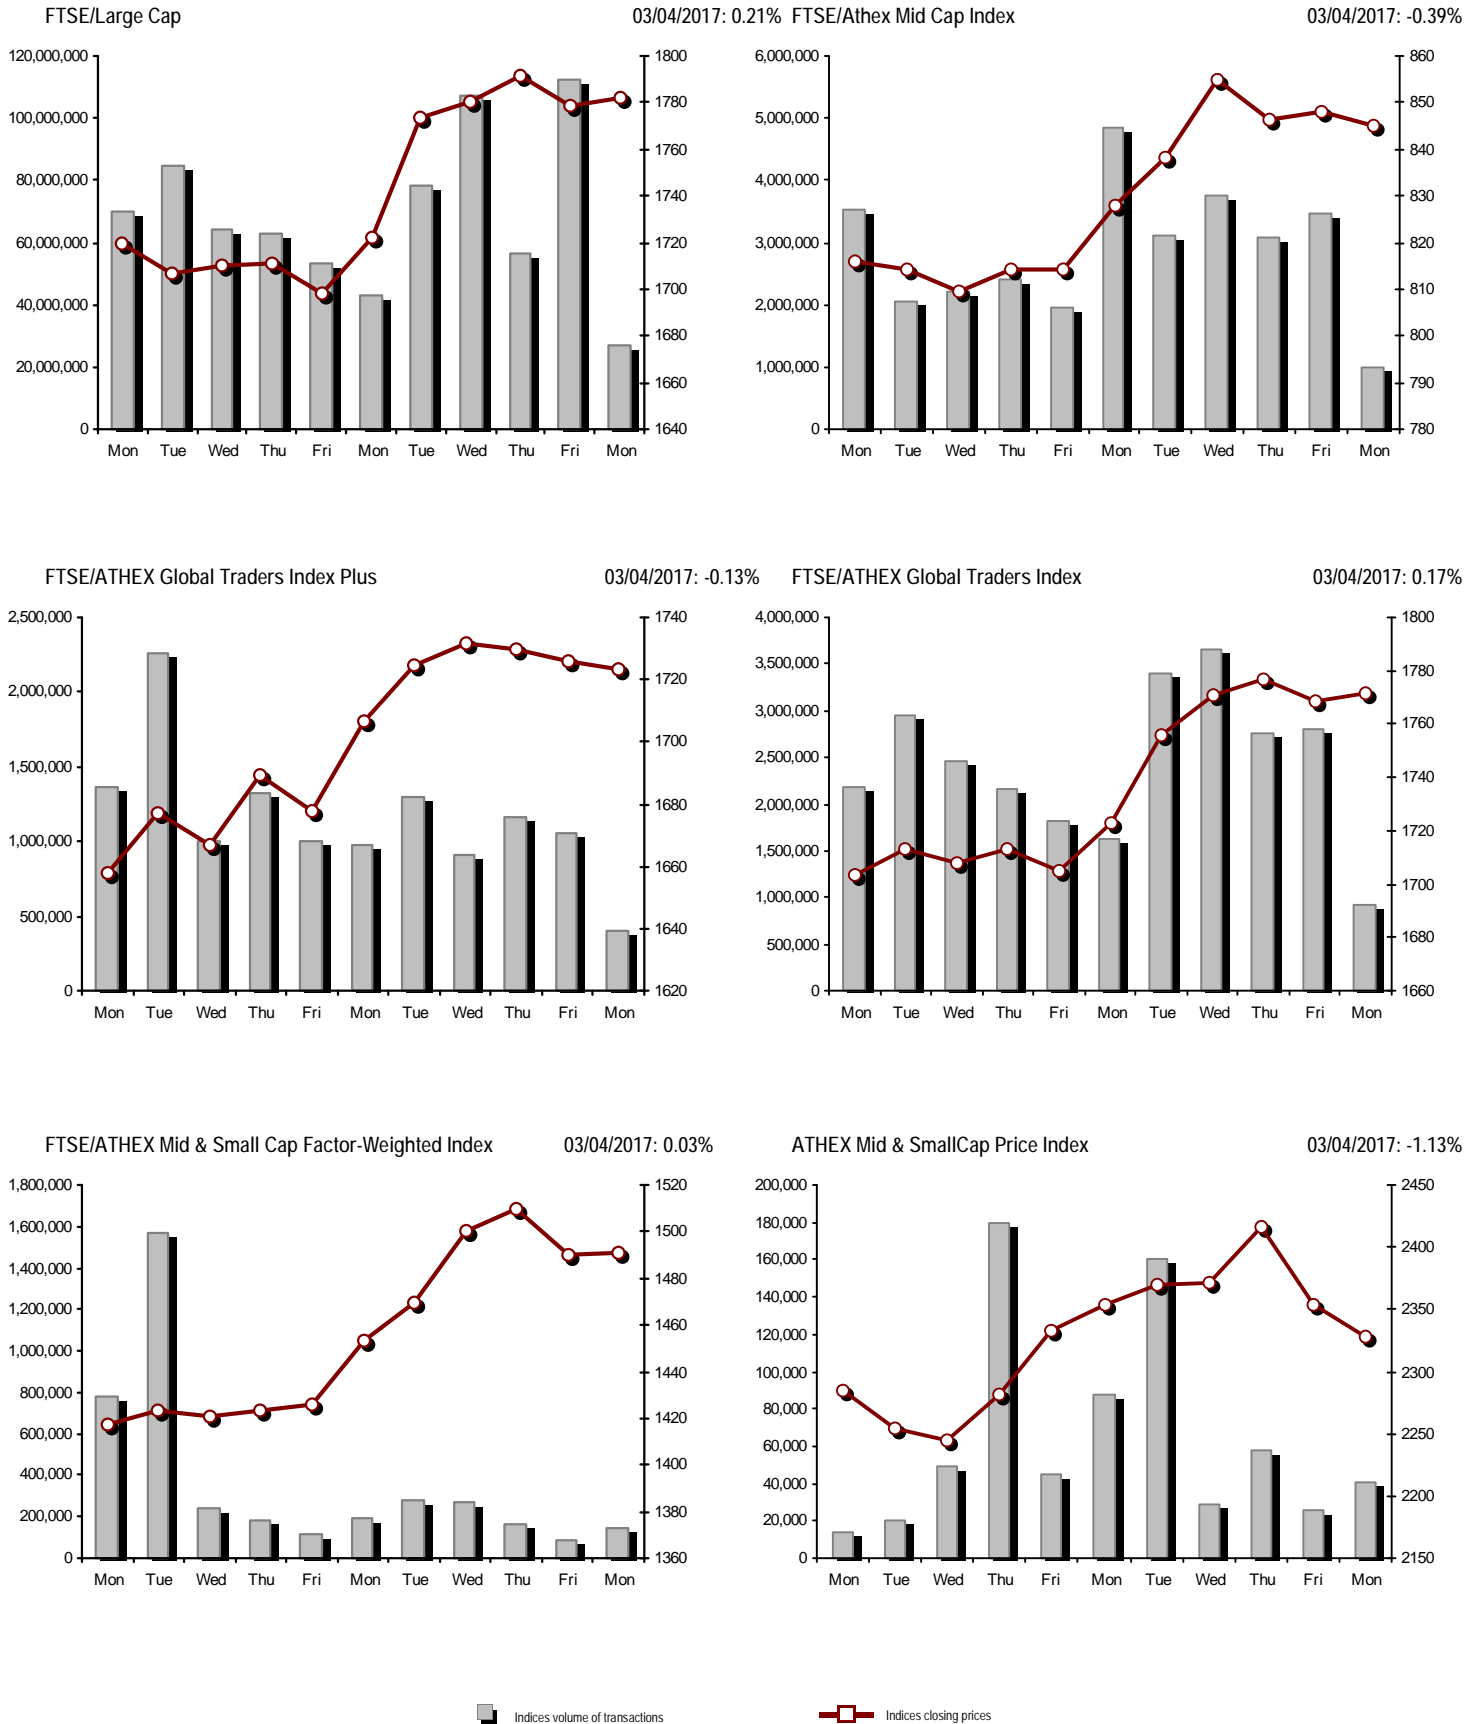 FTSE/Large Cap 03/04/2017: 0.21% FTSE/Athex Mid Cap Index 03/04/2017: -0.39%
120,000,000 1800 6,000,000 860
100,000,000 1780 5,000,000 850
80,000,000 1760 4,000,000 840
60,000,000 1740 3,000,000 830
40,000,000 1720 2,000,000 820
20,000,000 1700 1,000,000 810
0 1680 0 800
1660 790
1640 780
Mon Tue Wed Thu Fri Mon Tue Wed Thu Fri Mon Mon Tue Wed Thu Fri Mon Tue Wed Thu Fri Mon
FTSE/ATHEX Global Traders Index Plus 03/04/2017: -0.13% FTSE/ATHEX Global Traders Index 03/04/2017: 0.17%
2,500,000 1740 4,000,000 1800
2,000,000 1720 3,500,000 1780
1,500,000 1700 3,000,000 1760
1,000,000 1680 2,500,000 1740
500,000 1660 2,000,000 1720
0 1640 1,500,000 1700
1620 1,000,000 1680
500,000 1660
0
Mon Tue Wed Thu Fri Mon Tue Wed Thu Fri Mon Mon Tue Wed Thu Fri Mon Tue Wed Thu Fri Mon
FTSE/ATHEX Mid & Small Cap Factor-Weighted Index 03/04/2017: 0.03% ATHEX Mid & SmallCap Price Index 03/04/2017: -1.13%
1,800,000 1520 200,000 2450
1,600,000 1500 180,000 2400
1,400,000 1480 160,000 2350
1,200,000 1460 140,000 2300
1,000,000 1440 120,000 2250
800,000 1420 100,000 2200
600,000 1400 80,000 2150
400,000 1380 60,000
200,000 1360 40,000
0 20,000
0
Mon Tue Wed Thu Fri Mon Tue Wed Thu Fri Mon Mon Tue Wed Thu Fri Mon Tue Wed Thu Fri Mon
Indices volume of transactions Indices closing prices